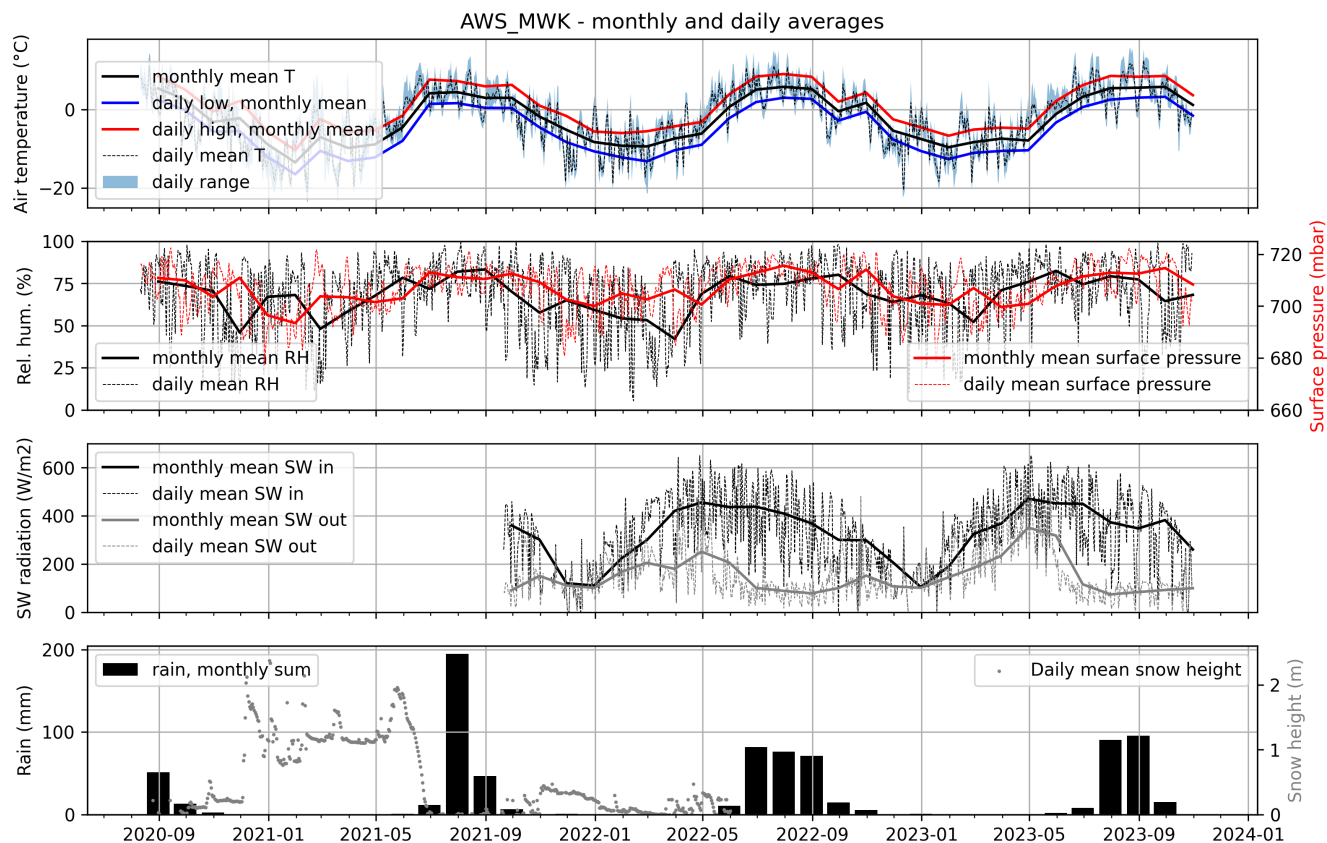 AWS_MWK - monthly and daily averages
Air temperature (°C)
0
−20
monthly mean T
daily low, monthly mean
daily high, monthly mean
daily mean T
daily range
Rel. hum. (%)
100
75
50
25
0
monthly mean RH
daily mean RH
monthly mean surface pressure
daily mean surface pressure
720
700
680
660
Surface pressure (mbar)
SW radiation (W/m2)
600
400
200
0
monthly mean SW in
daily mean SW in
monthly mean SW out
daily mean SW out
Rain (mm)
200
100
0
rain, monthly sum
Daily mean snow height
2
1
0
Snow height (m)
2020-09 2021-01 2021-05 2021-09 2022-01 2022-05 2022-09 2023-01 2023-05 2023-09 2024-01